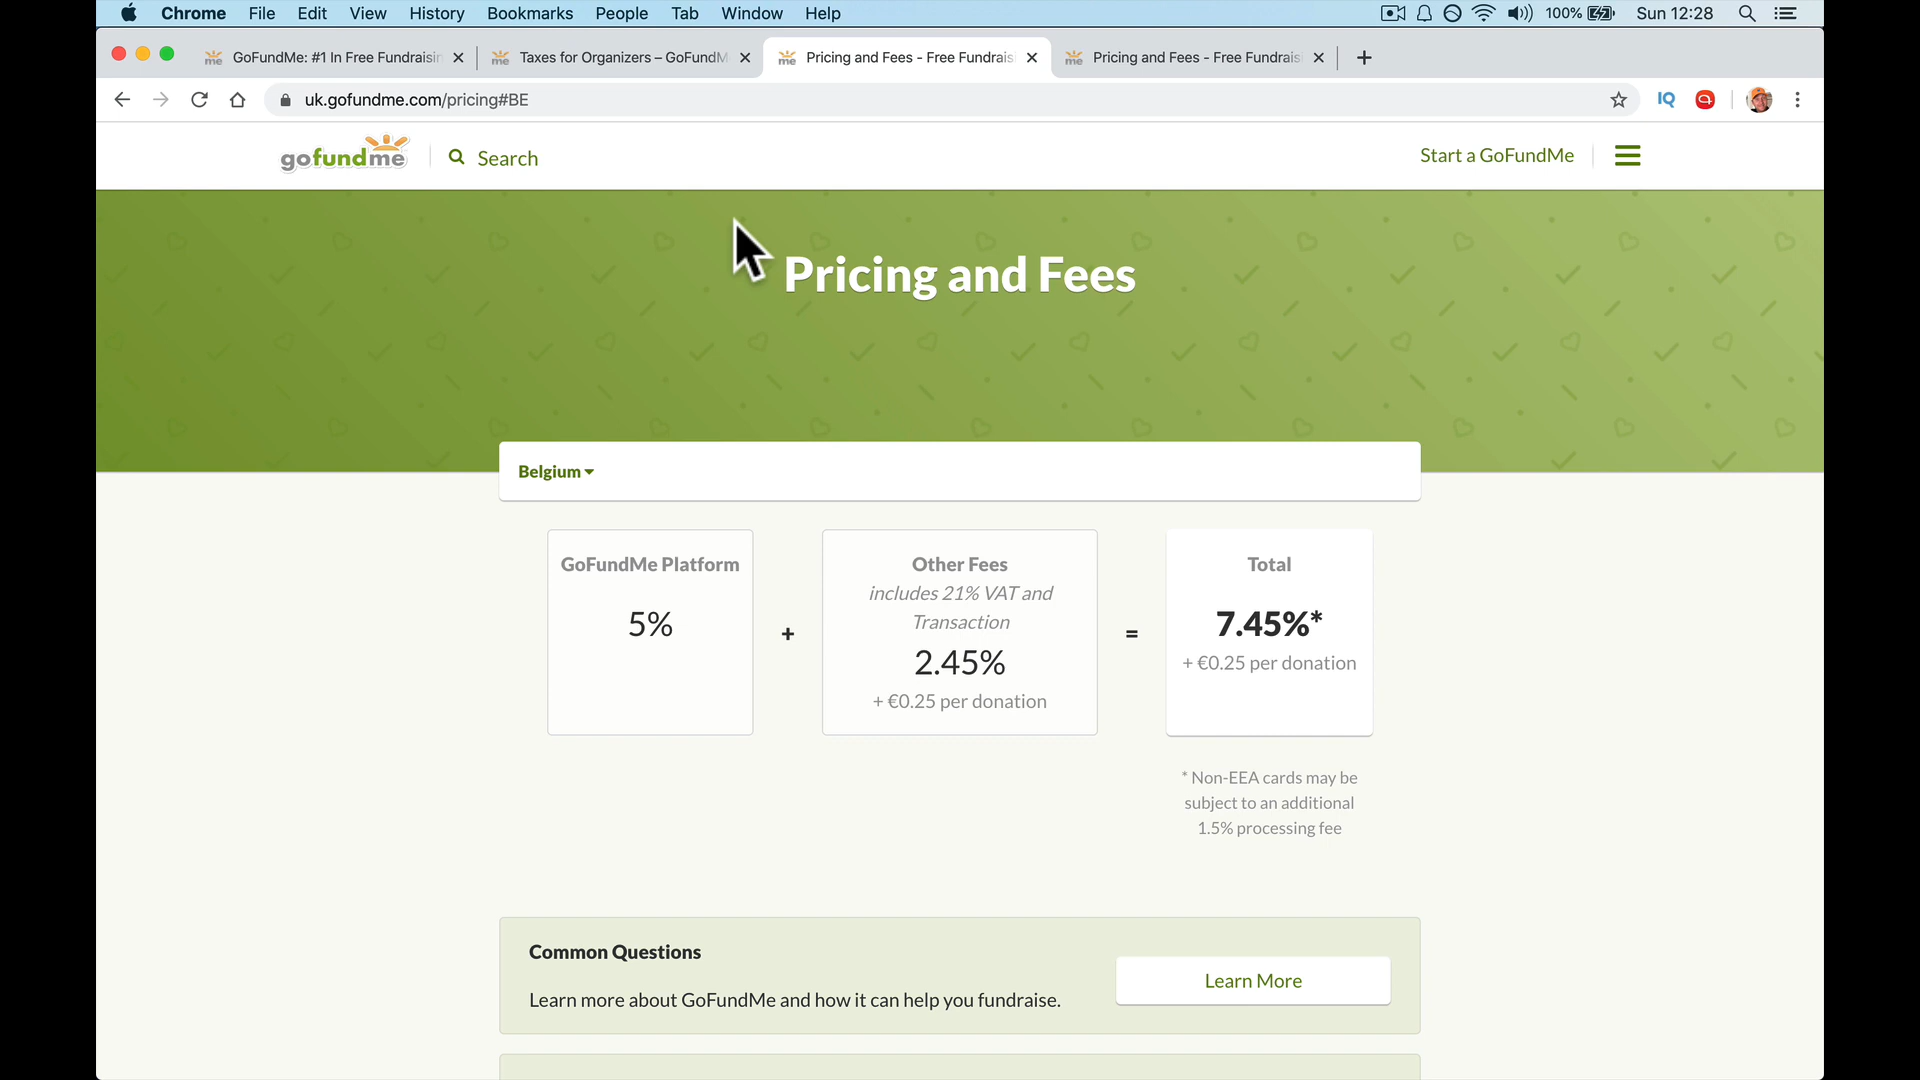 Chrome File Edit View History Bookmarks People Tab Window Help 100% Sun 12:28
GoFundMe: #1 In Free Fundraisin Taxes for Organizers – GoFundM Pricing and Fees - Free Fundrais Pricing and Fees - Free Fundrais
uk.gofundme.com/pricing#BE IQ
gofundme Search Start a GoFundMe
Pricing and Fees
Belgium
GoFundMe Platform
5%
+
Other Fees
includes 21% VAT and
Transaction
2.45%
+ €0.25 per donation
=
Total
7.45%*
+ €0.25 per donation
* Non-EEA cards may be
subject to an additional
1.5% processing fee
Common Questions
Learn more about GoFundMe and how it can help you fundraise.
Learn More